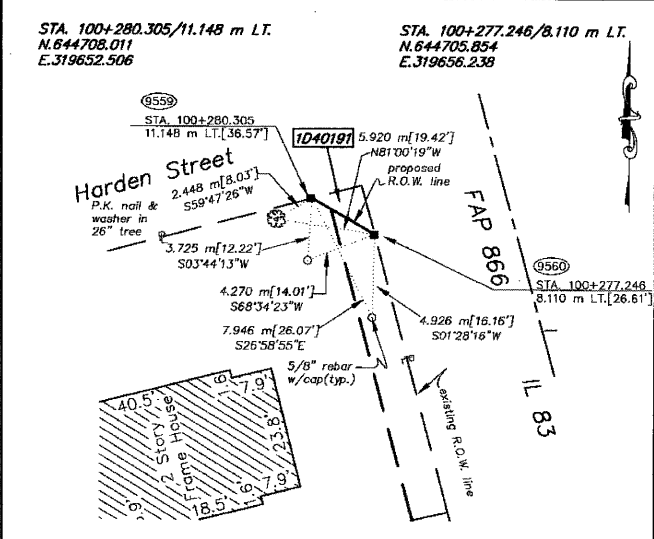 STA. 100+280.305/11.148 m LT.
N.644708.011
E.319652.506
STA. 100+277.246/8.110 m LT.
N.644705.854
E.319656.238
9559
STA. 100+280.305
11.148 m LT.[36.57']
1D40191
5.920 m[19.42']
N81°00'19"W
proposed
R.O.W. line
Harden Street
2.448 m[8.03']
S59°47'26"W
P.K. nail &
washer in
26" tree
FAP 866
3.725 m[12.22']
S03°44'13"W
9560
STA. 100+277.246
8.110 m LT.[26.61']
4.270 m[14.01']
S68°34'23"W
4.926 m[16.16']
S01°28'16"W
7.946 m[26.07']
S26°58'55"E
5/8" rebar
w/cap(typ.)
existing R.O.W. line
IL 83
40.5'
1.6'
7.9'
23.8'
2 Story
Frame House
18.5'
1.6'
7.9'